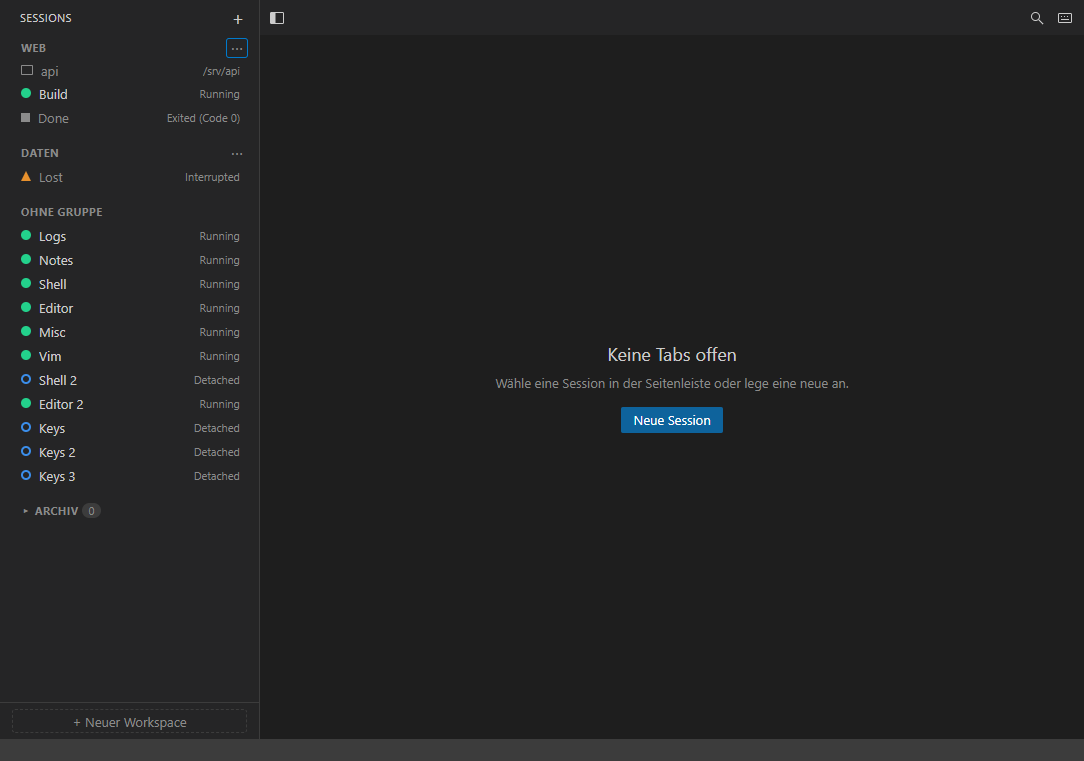 SESSIONS +
WEB ...
api /srv/api
Build Running
Done Exited (Code 0)
DATEN ...
Lost Interrupted
OHNE GRUPPE
Logs Running
Notes Running
Shell Running
Editor Running
Misc Running
Vim Running
Shell 2 Detached
Editor 2 Running
Keys Detached
Keys 2 Detached
Keys 3 Detached
ARCHIV 0
+ Neuer Workspace
Keine Tabs offen
Wähle eine Session in der Seitenleiste oder lege eine neue an.
Neue Session